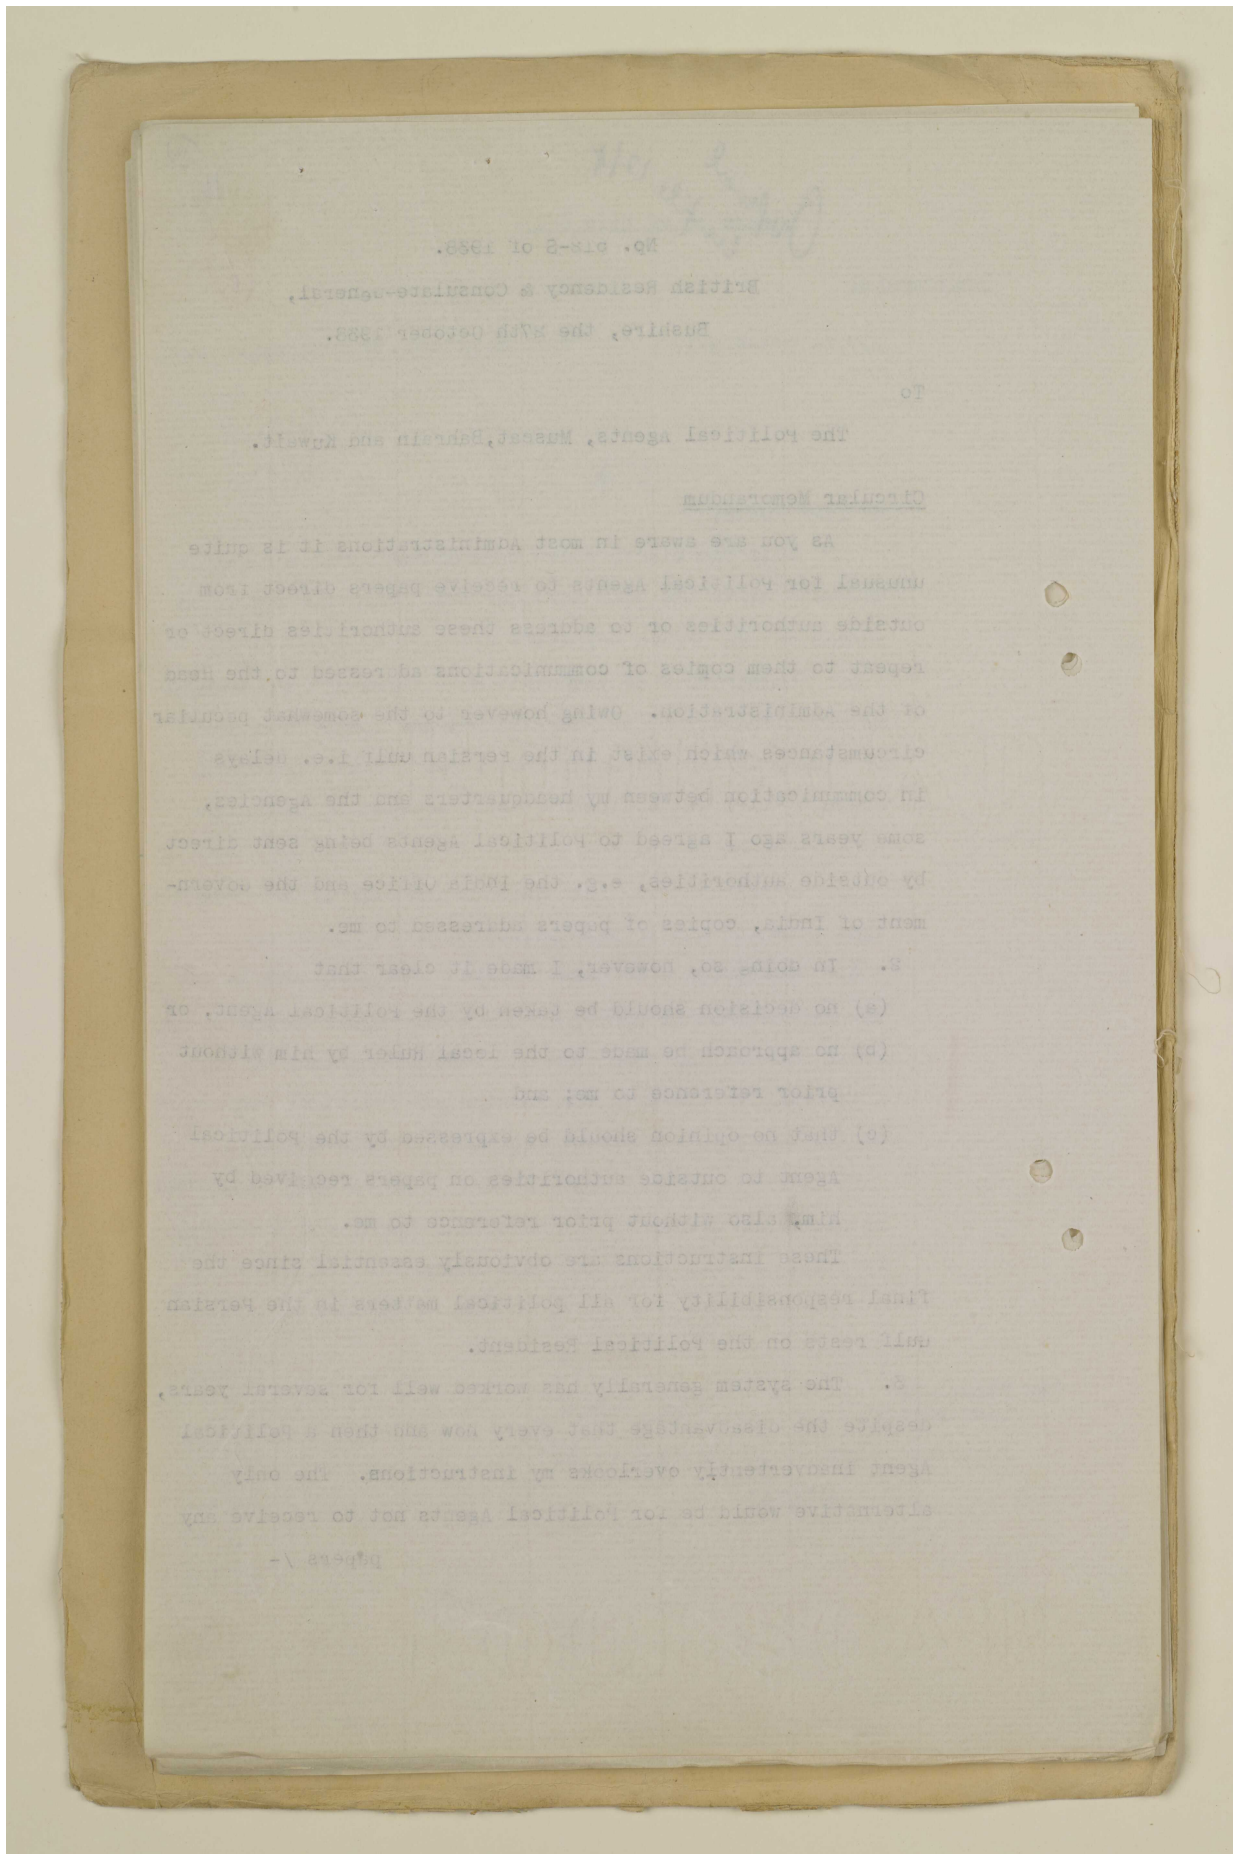 of 1938.
British Residency & Consulate-General,
Bushire, the 27th October 1938.
To
The Political Agents, Muscat, Bahrain and Kuwait.
Circular Memorandum
As you are aware in most Administrations it is quite
unusual for Political Agents to receive papers direct from
outside authorities or to address these authorities direct or
repeat to them copies of communications addressed to the Head
of the Administration. Owing however to the somewhat peculiar
circumstances which exist in the Persian Gulf i.e. delays
in communication between my headquarters and the Agencies,
some years ago I agreed to Political Agents being sent direct
by outside Authorities, e.g. the India Office and the Govern-
ment of India, copies of papers addressed to me.
2. In doing so, however, I made it clear that
(a) no decision should be taken by the Political Agent, or
(b) no approach be made to the local Ruler by him without
prior reference to me; and
(c) that no opinion should be expressed by the Political
Agent to outside authorities on papers received by
him, also without prior reference to me.
These instructions are obviously essential since the
final responsibility for all political matters in the Persian
Gulf rests on the Political Resident.
3. The system generally has worked well for several years,
despite the disadvantage that every now and then a Political
Agent inadvertently overlooks my instructions. The only
alternative would be for Political Agents not to receive any
papers /-